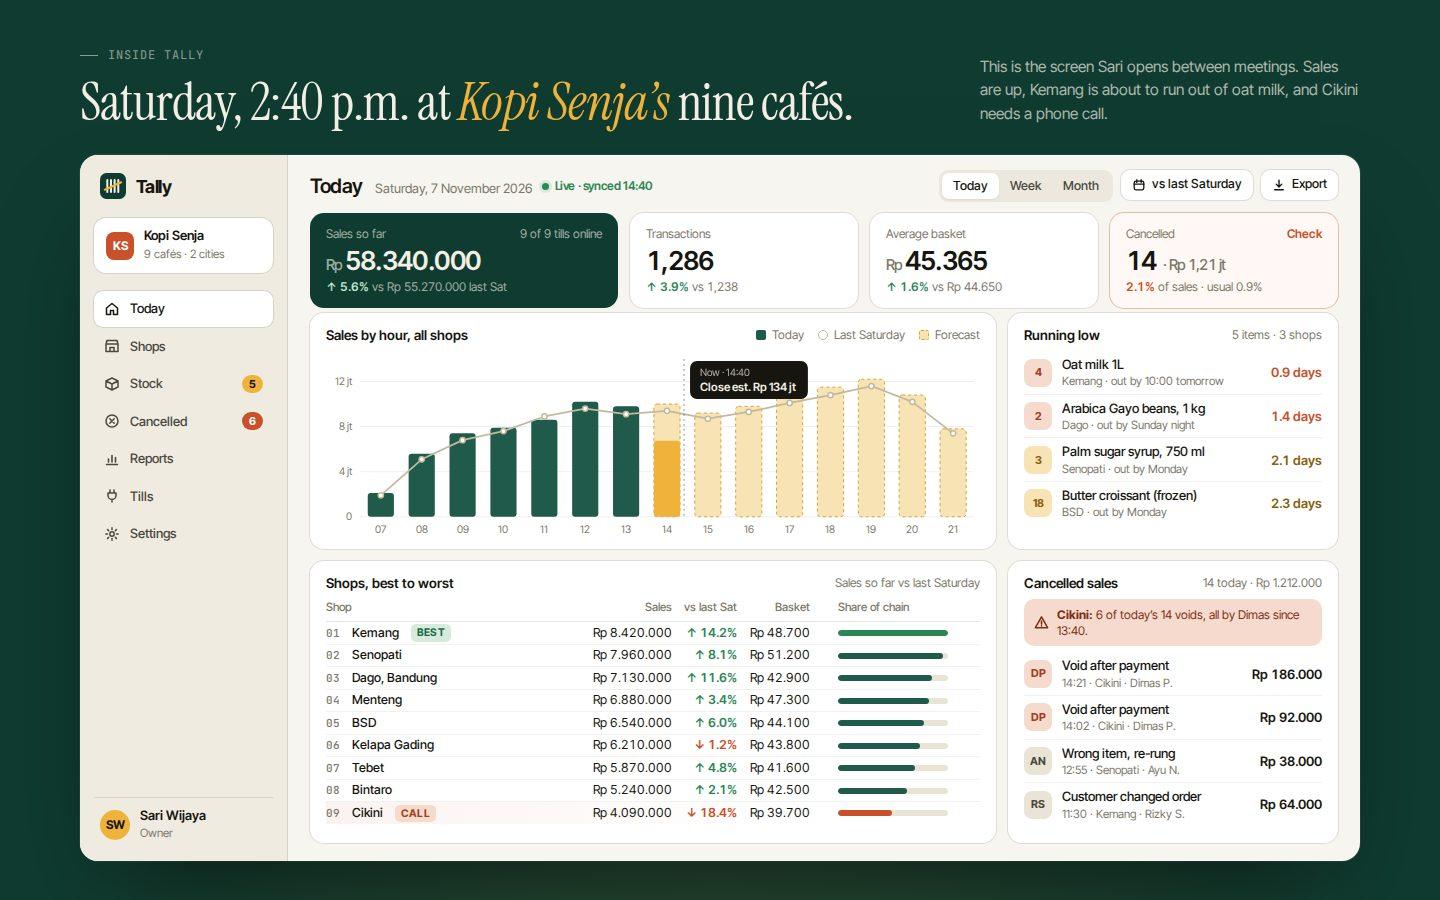 INSIDE TALLY
Saturday, 2:40 p.m. at Kopi Senja’s nine cafés.
This is the screen Sari opens between meetings. Sales
are up, Kemang is about to run out of oat milk, and Cikini
needs a phone call.
Tally
KS
Kopi Senja
9 cafés · 2 cities
Today
Shops
Stock 5
Cancelled 6
Reports
Tills
Settings
SW
Sari Wijaya
Owner
Today Saturday, 7 November 2026 Live · synced 14:40
Today Week Month vs last Saturday Export
Sales so far 9 of 9 tills online
Rp 58.340.000
↑ 5.6% vs Rp 55.270.000 last Sat
Transactions
1,286
↑ 3.9% vs 1,238
Average basket
Rp 45.365
↑ 1.6% vs Rp 44.650
Cancelled Check
14 · Rp 1,21 jt
2.1% of sales · usual 0.9%
Sales by hour, all shops
Today Last Saturday Forecast
Now · 14:40
Close est. Rp 134 jt
12 jt
8 jt
4 jt
0
07 08 09 10 11 12 13 14 15 16 17 18 19 20 21
Running low 5 items · 3 shops
4 Oat milk 1L 0.9 days
Kemang · out by 10:00 tomorrow
2 Arabica Gayo beans, 1 kg 1.4 days
Dago · out by Sunday night
3 Palm sugar syrup, 750 ml 2.1 days
Senopati · out by Monday
18 Butter croissant (frozen) 2.3 days
BSD · out by Monday
Shops, best to worst Sales so far vs last Saturday
Shop Sales vs last Sat Basket Share of chain
01 Kemang BEST Rp 8.420.000 ↑ 14.2% Rp 48.700
02 Senopati Rp 7.960.000 ↑ 8.1% Rp 51.200
03 Dago, Bandung Rp 7.130.000 ↑ 11.6% Rp 42.900
04 Menteng Rp 6.880.000 ↑ 3.4% Rp 47.300
05 BSD Rp 6.540.000 ↑ 6.0% Rp 44.100
06 Kelapa Gading Rp 6.210.000 ↓ 1.2% Rp 43.800
07 Tebet Rp 5.870.000 ↑ 4.8% Rp 41.600
08 Bintaro Rp 5.240.000 ↑ 2.1% Rp 42.500
09 Cikini CALL Rp 4.090.000 ↓ 18.4% Rp 39.700
Cancelled sales 14 today · Rp 1.212.000
Cikini: 6 of today’s 14 voids, all by Dimas since
13:40.
DP Void after payment Rp 186.000
14:21 · Cikini · Dimas P.
DP Void after payment Rp 92.000
14:02 · Cikini · Dimas P.
AN Wrong item, re-rung Rp 38.000
12:55 · Senopati · Ayu N.
RS Customer changed order Rp 64.000
11:30 · Kemang · Rizky S.